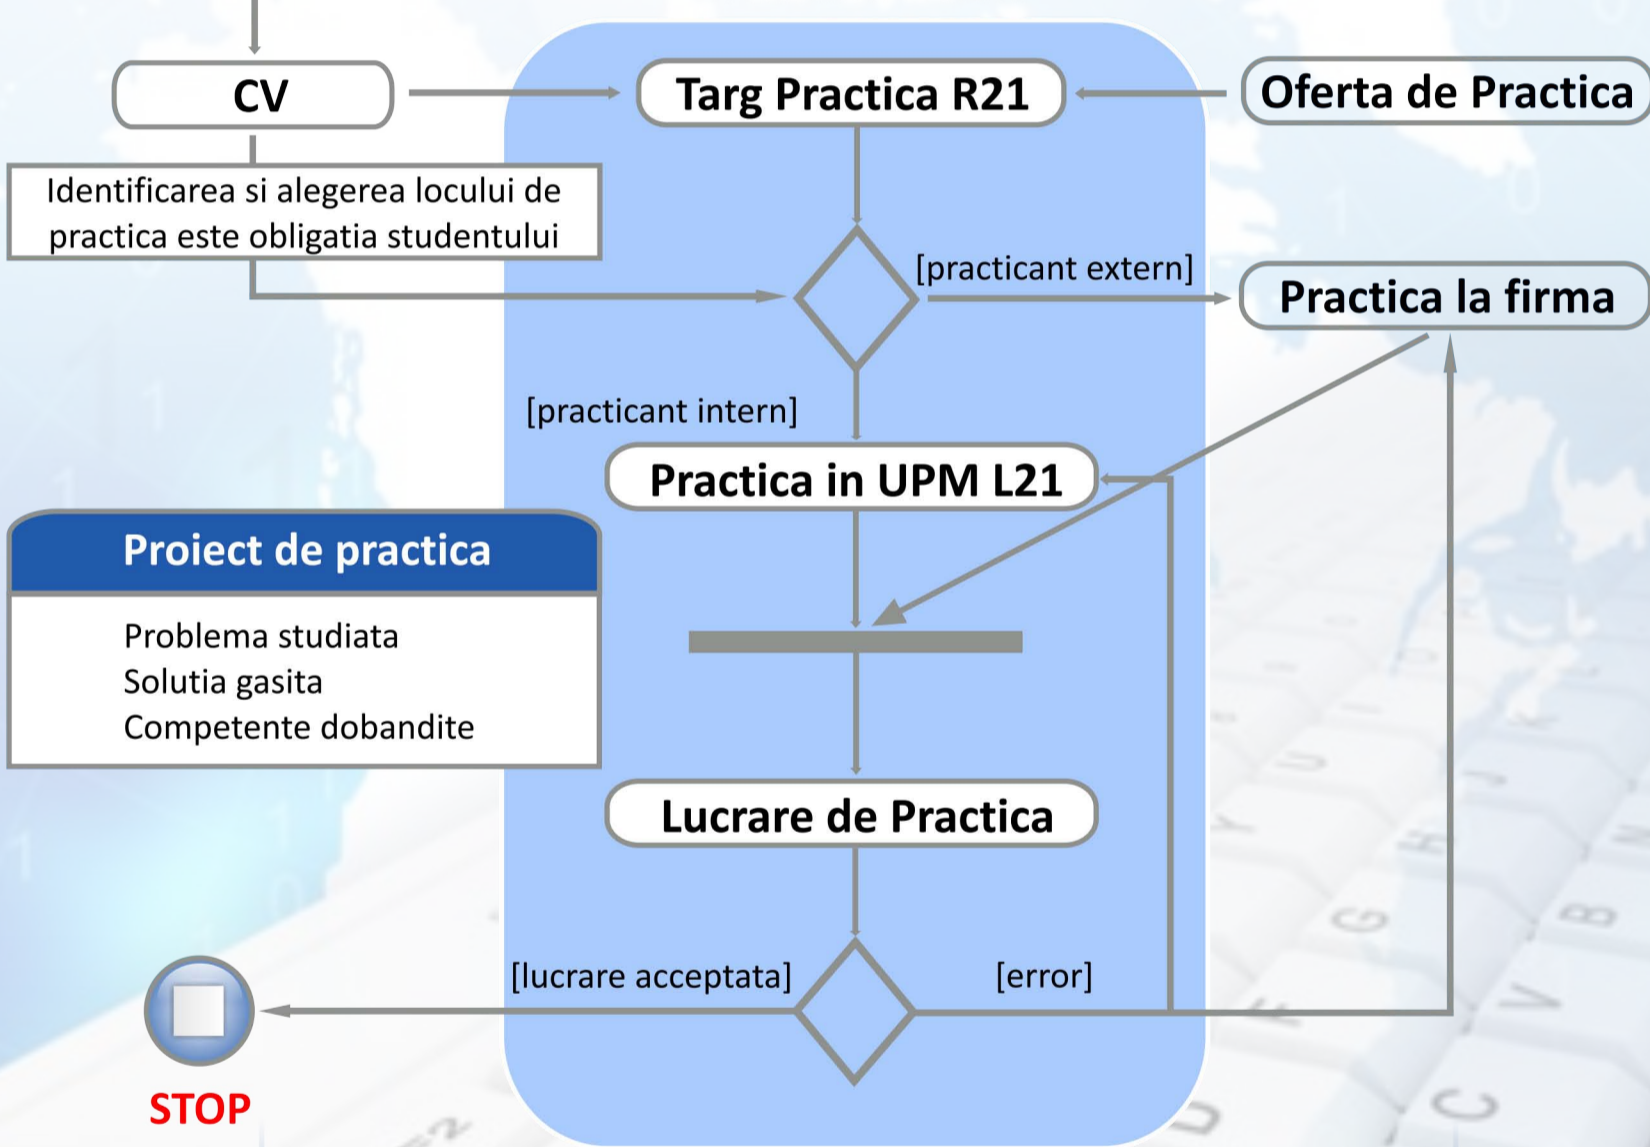 CV
Targ Practica R21
Oferta de Practica
Identificarea si alegerea locului de
practica este obligatia studentului
[practicant extern]
Practica la firma
[practicant intern]
Practica in UPM L21
Proiect de practica
Problema studiata
Solutia gasita
Competente dobandite
Lucrare de Practica
[lucrare acceptata]
[error]
STOP